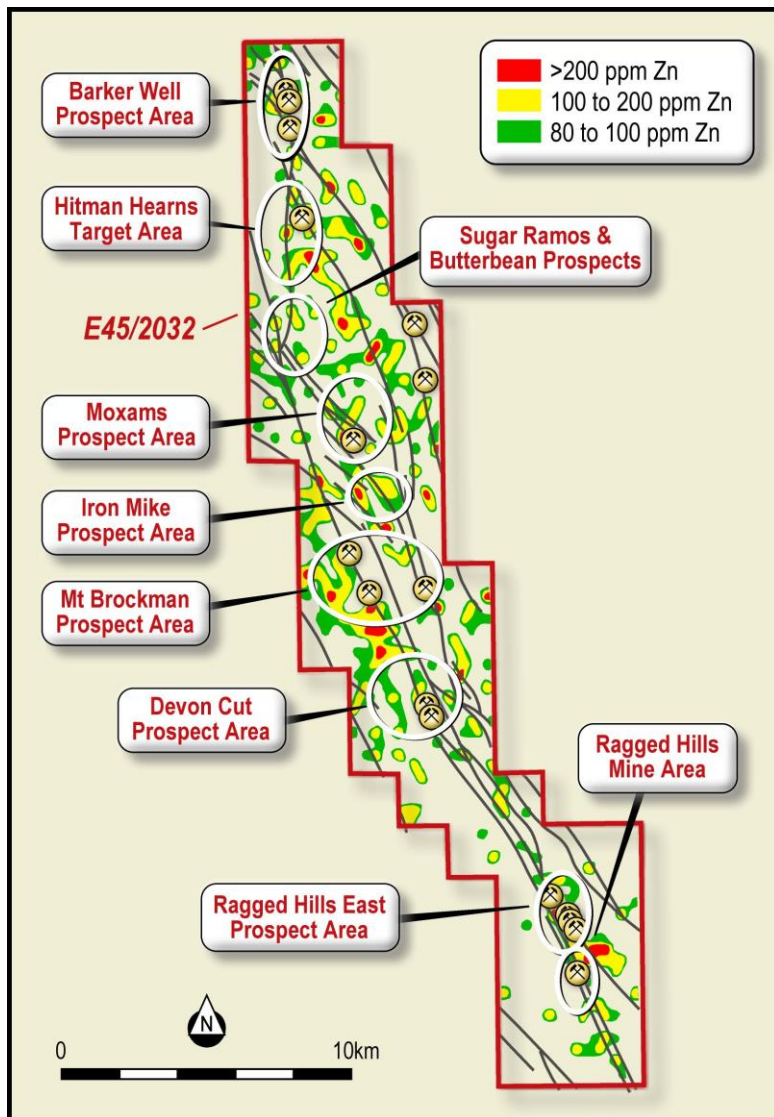 >200 ppm Zn
100 to 200 ppm Zn
80 to 100 ppm Zn
Barker Well
Prospect Area
Hitman Hearns
Target Area
Sugar Ramos &
Butterbean Prospects
E45/2032
Moxams
Prospect Area
Iron Mike
Prospect Area
Mt Brockman
Prospect Area
Devon Cut
Prospect Area
Ragged Hills
Mine Area
Ragged Hills East
Prospect Area
N
0
10km